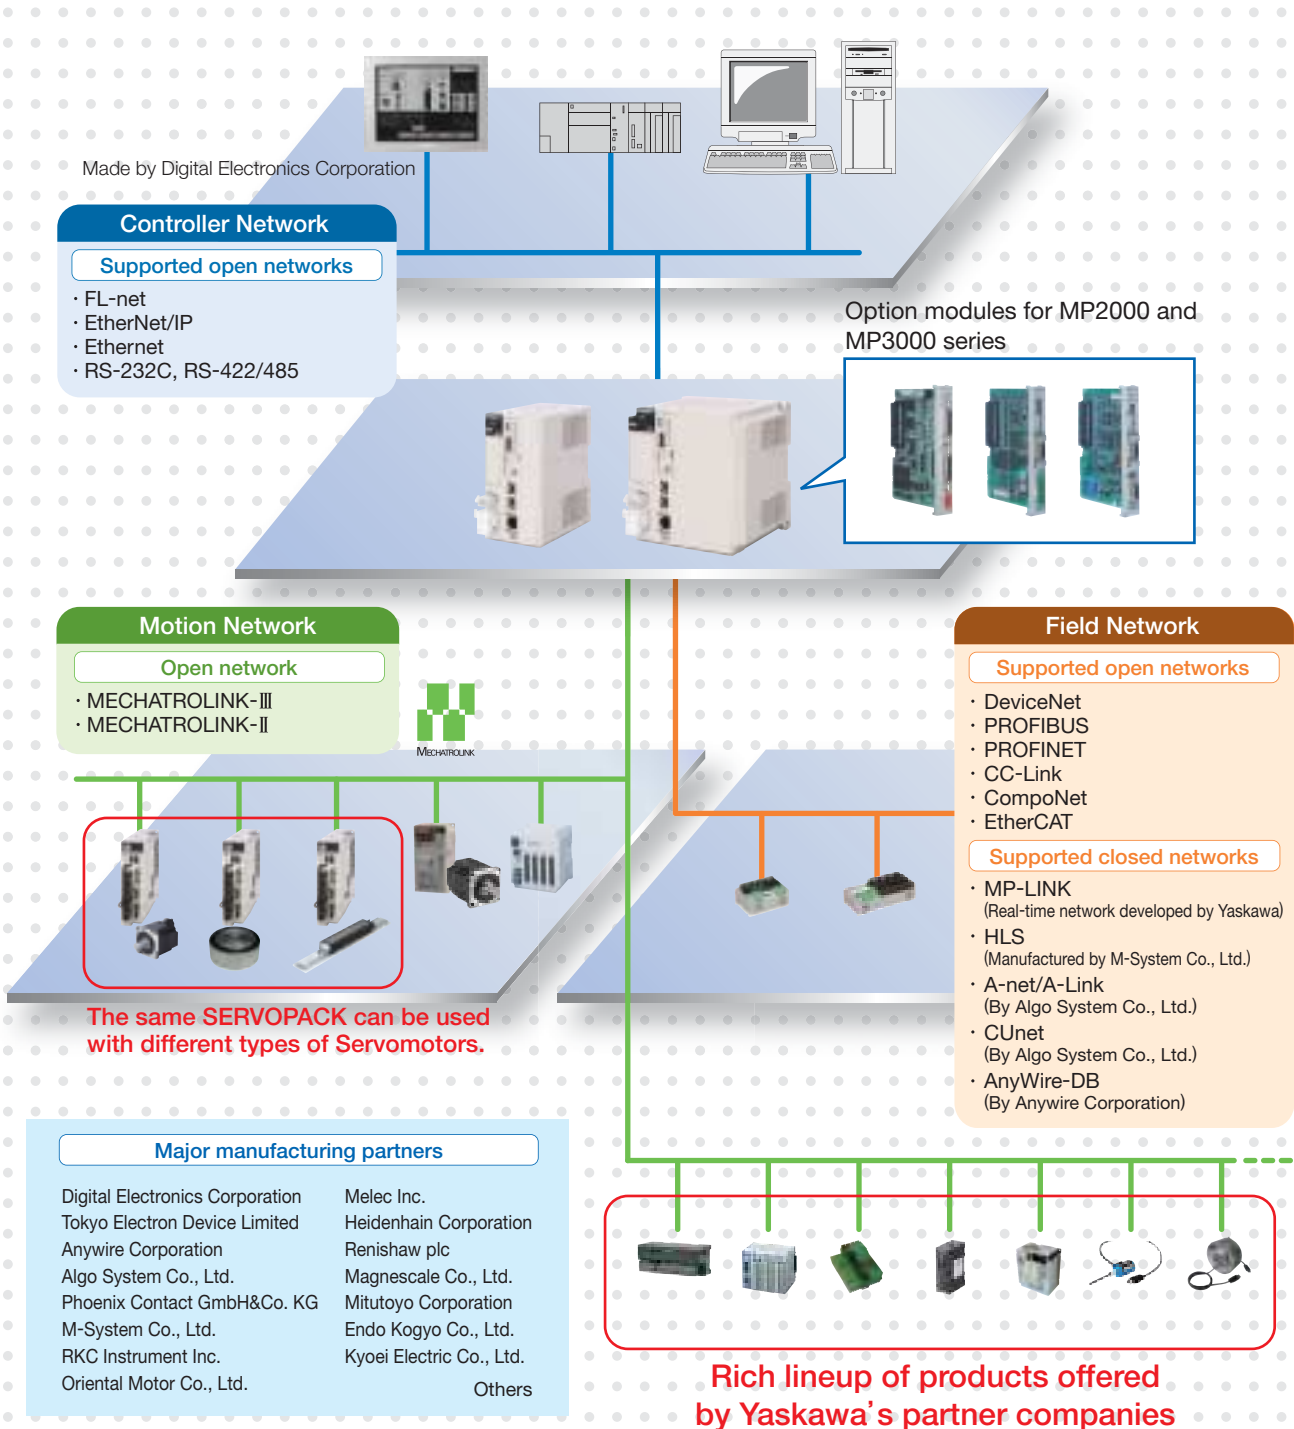 Made by Digital Electronics Corporation
Controller Network
Supported open networks
・FL-net
・EtherNet/IP
・Ethernet
・RS-232C, RS-422/485
Option modules for MP2000 and
MP3000 series
Motion Network
Open network
・MECHATROLINK-Ⅲ
・MECHATROLINK-Ⅱ
MECHATROLINK
The same SERVOPACK can be used
with different types of Servomotors.
Field Network
Supported open networks
・DeviceNet
・PROFIBUS
・PROFINET
・CC-Link
・CompoNet
・EtherCAT
Supported closed networks
・MP-LINK
(Real-time network developed by Yaskawa)
・HLS
(Manufactured by M-System Co., Ltd.)
・A-net/A-Link
(By Algo System Co., Ltd.)
・CUnet
(By Algo System Co., Ltd.)
・AnyWire-DB
(By Anywire Corporation)
Major manufacturing partners
Digital Electronics Corporation
Tokyo Electron Device Limited
Anywire Corporation
Algo System Co., Ltd.
Phoenix Contact GmbH&Co. KG
M-System Co., Ltd.
RKC Instrument Inc.
Oriental Motor Co., Ltd.
Melec Inc.
Heidenhain Corporation
Renishaw plc
Magnescale Co., Ltd.
Mitutoyo Corporation
Endo Kogyo Co., Ltd.
Kyoei Electric Co., Ltd.
Others
Rich lineup of products offered
by Yaskawa's partner companies